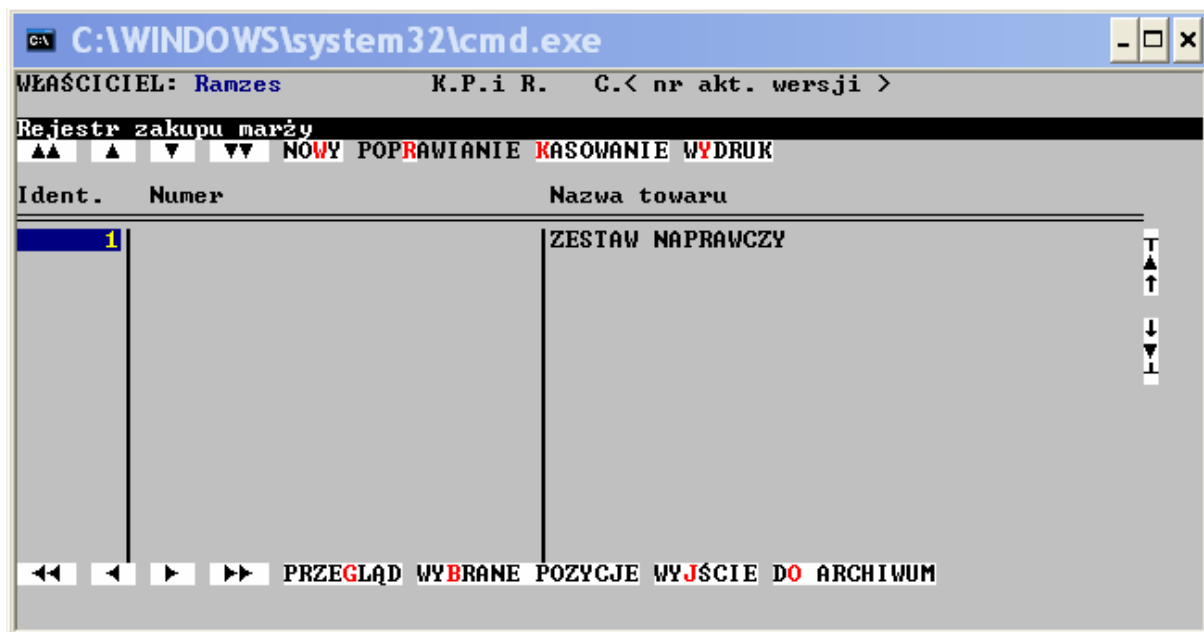 C:\WINDOWS\system32\cmd.exe
WŁAŚCICIEL: Ramzes K.P.i R. C.< nr akt. wersji >
Rejestr zakupu marży
NOWY POPRAWIANIE KASOWANIE WYDRUK
Ident. Numer Nazwa towaru
1 ZESTAW NAPRAWCZY
PRZEGLĄD WYBRANE POZYCJE WYJŚCIE DO ARCHIWUM